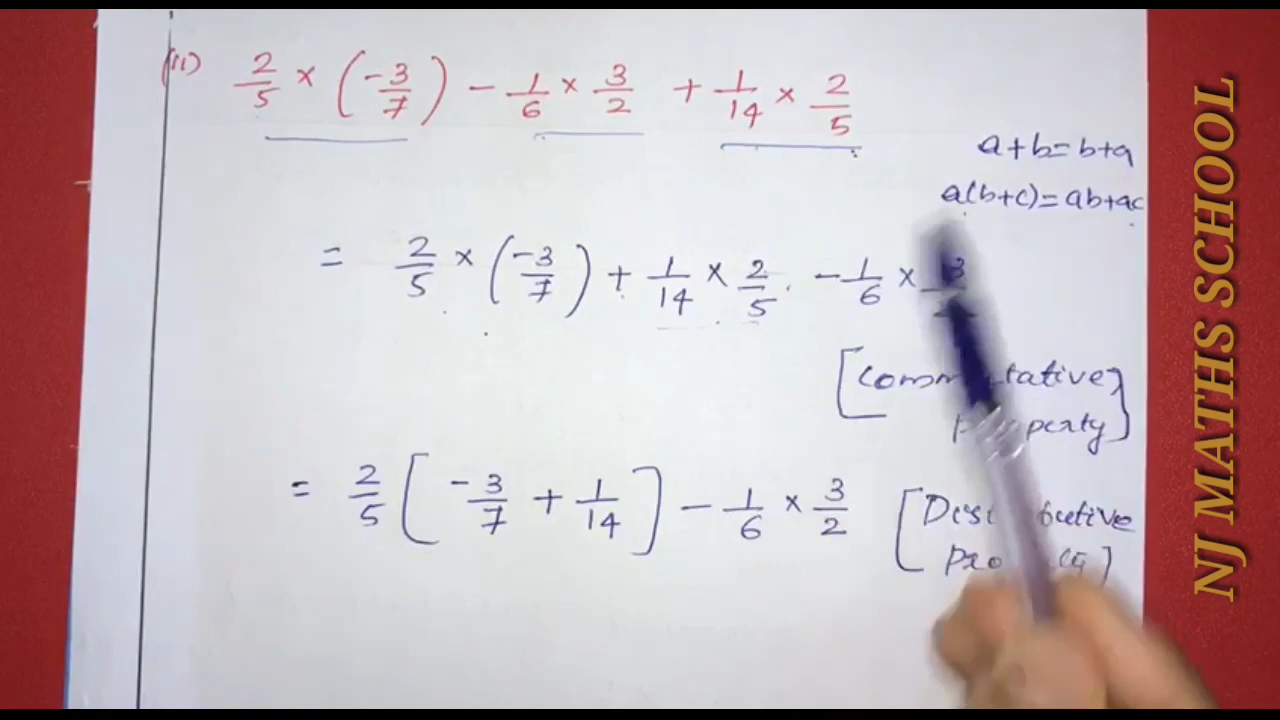 (ii) 2/5 × (-3/7) - 1/6 × 3/2 + 1/14 × 2/5
a+b=b+a
a(b+c)=ab+ac
= 2/5 × (-3/7) + 1/14 × 2/5 - 1/6 ×
[Commutative
property]
= 2/5 [-3/7 + 1/14] - 1/6 × 3/2 [Distributive
NJ MATHS SCHOOL